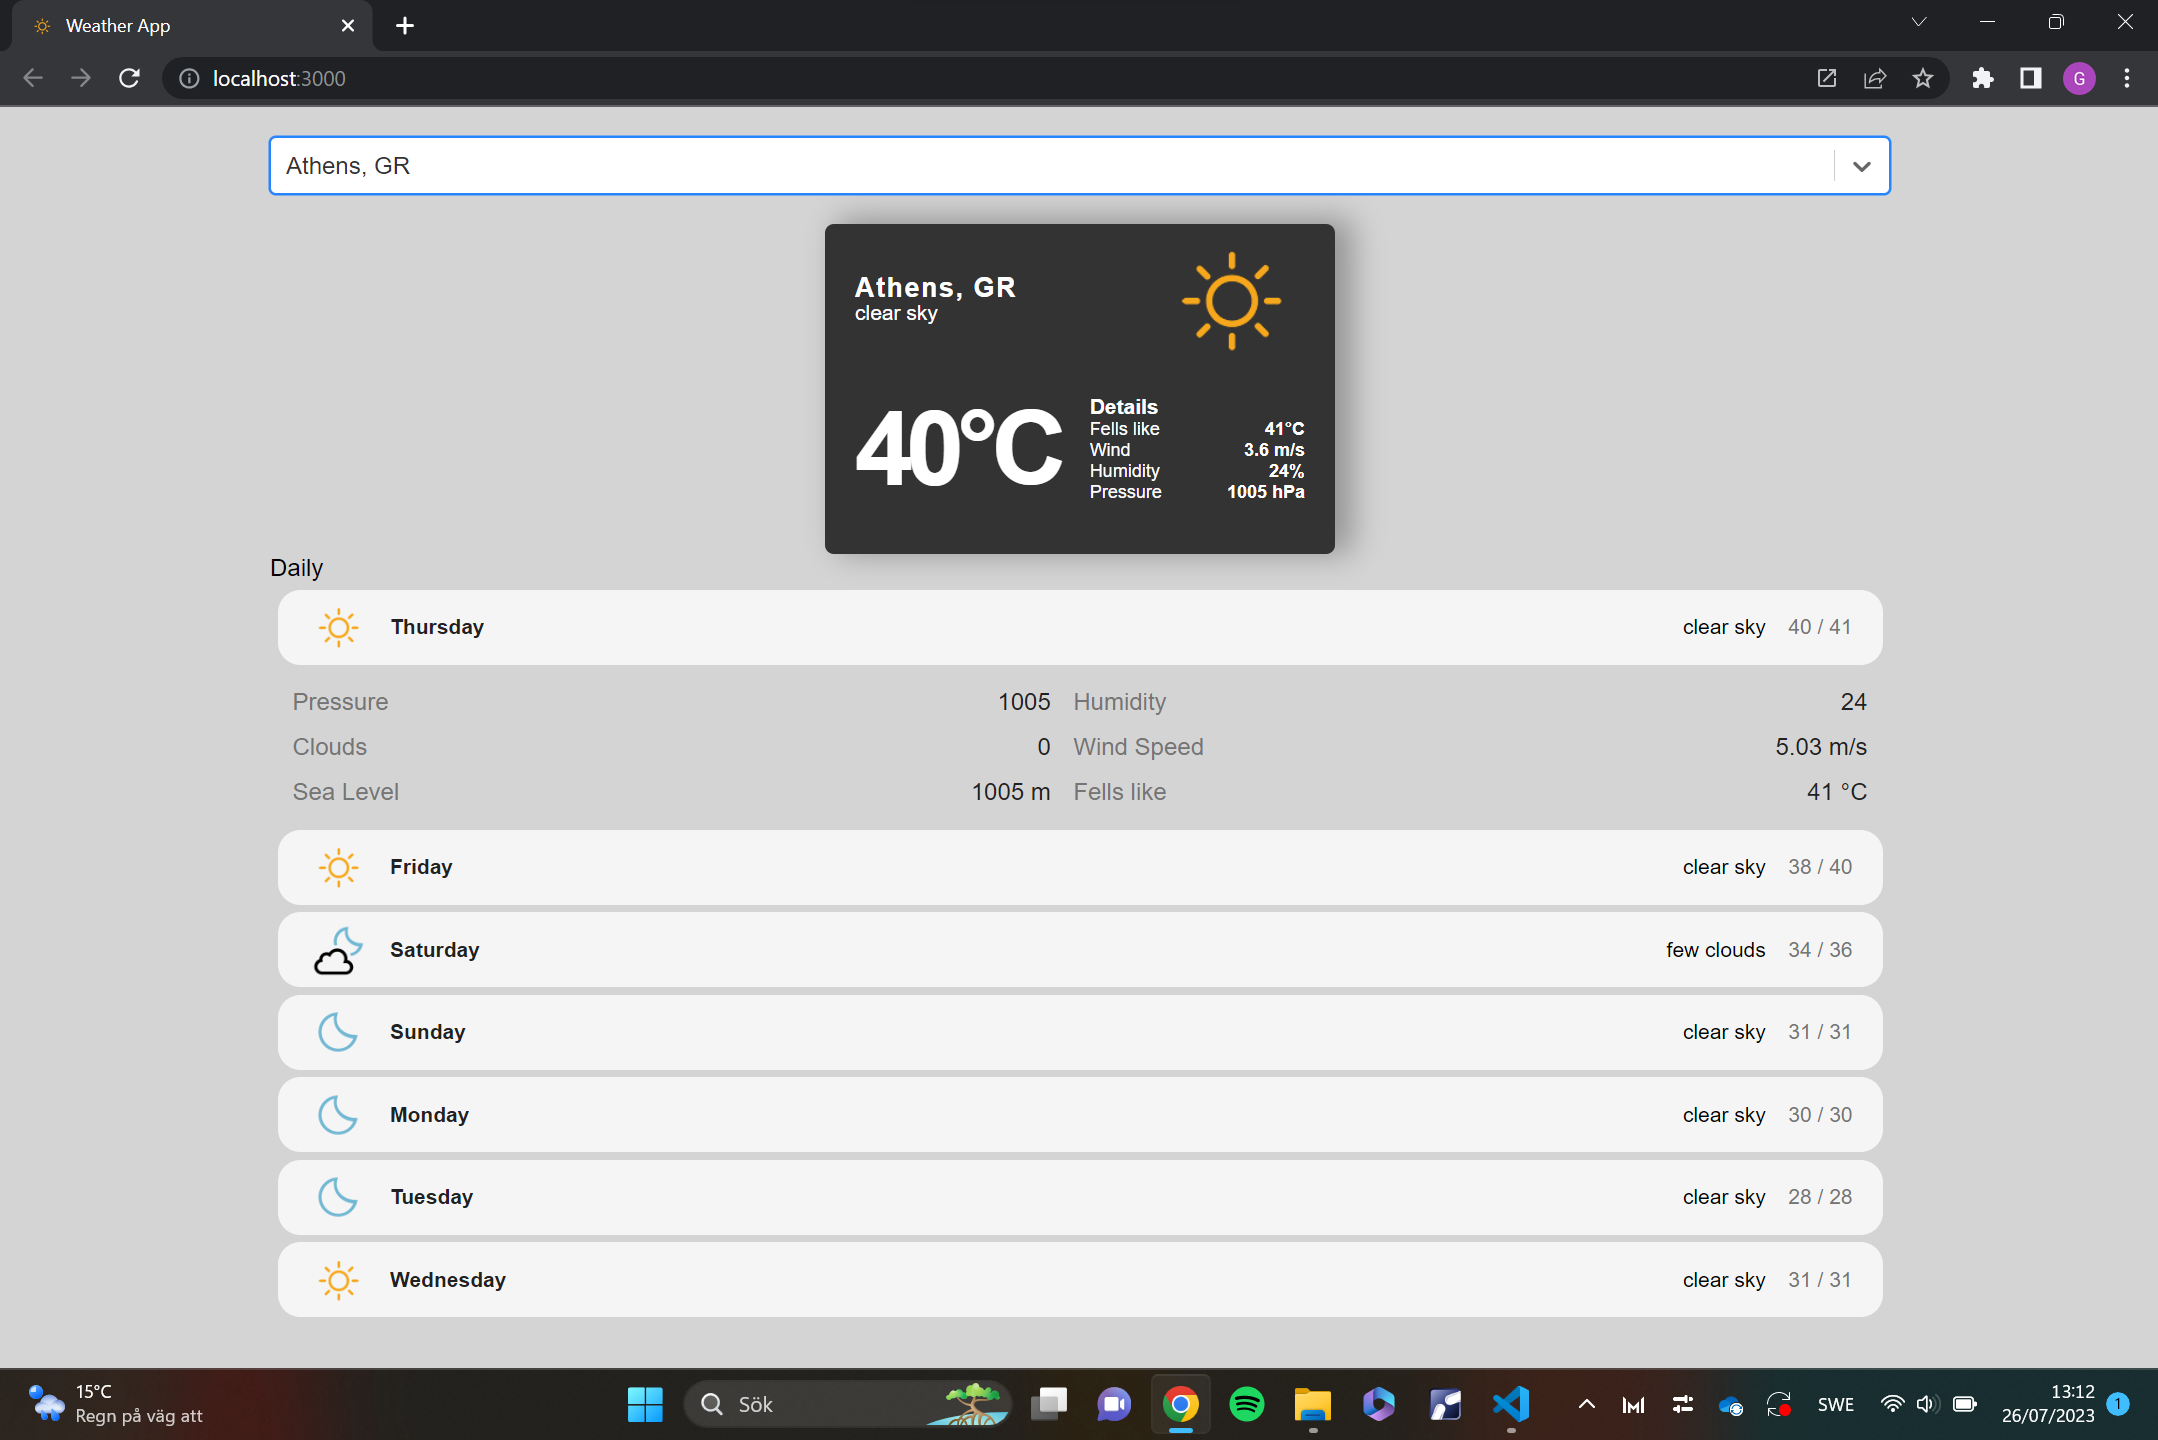 Weather App
localhost:3000
G
Athens, GR
Athens, GR
clear sky
40°C
Details
Fells like 41°C
Wind 3.6 m/s
Humidity 24%
Pressure 1005 hPa
Daily
Thursday clear sky 40 / 41
Pressure 1005 Humidity 24
Clouds 0 Wind Speed 5.03 m/s
Sea Level 1005 m Fells like 41 °C
Friday clear sky 38 / 40
Saturday few clouds 34 / 36
Sunday clear sky 31 / 31
Monday clear sky 30 / 30
Tuesday clear sky 28 / 28
Wednesday clear sky 31 / 31
15°C
Regn på väg att
Sök
SWE
13:12
26/07/2023
1